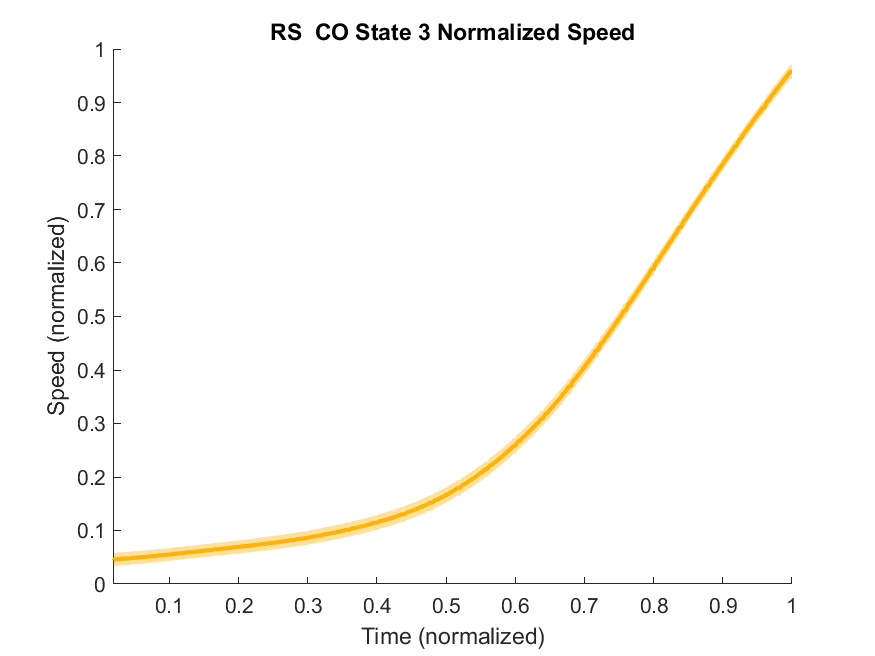 RS  CO State 3 Normalized Speed
1
0.9
0.8
0.7
0.6
0.5
0.4
0.3
0.2
0.1
0
Speed (normalized)
0.1 0.2 0.3 0.4 0.5 0.6 0.7 0.8 0.9 1
Time (normalized)